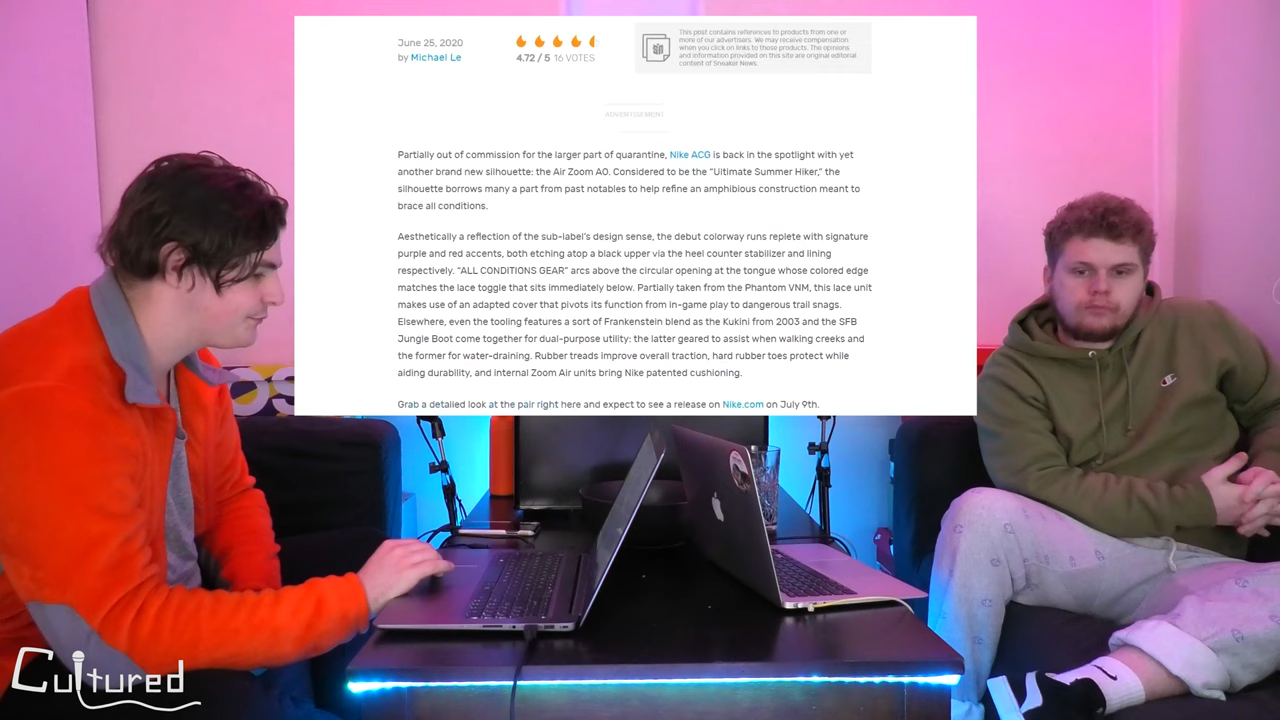 June 25, 2020
by Michael Le
4.72 / 5 16 VOTES
This post contains references to products from one or
more of our advertisers. We may receive compensation
when you click on links to those products. The opinions
and information provided on this site are original editorial
content of Sneaker News.
ADVERTISEMENT
Partially out of commission for the larger part of quarantine, Nike ACG is back in the spotlight with yet
another brand new silhouette: the Air Zoom AO. Considered to be the “Ultimate Summer Hiker,” the
silhouette borrows many a part from past notables to help refine an amphibious construction meant to
brace all conditions.
Aesthetically a reflection of the sub-label’s design sense, the debut colorway runs replete with signature
purple and red accents, both etching atop a black upper via the heel counter stabilizer and lining
respectively. “ALL CONDITIONS GEAR” arcs above the circular opening at the tongue whose colored edge
matches the lace toggle that sits immediately below. Partially taken from the Phantom VNM, this lace unit
makes use of an adapted cover that pivots its function from in-game play to dangerous trail snags.
Elsewhere, even the tooling features a sort of Frankenstein blend as the Kukini from 2003 and the SFB
Jungle Boot come together for dual-purpose utility: the latter geared to assist when walking creeks and
the former for water-draining. Rubber treads improve overall traction, hard rubber toes protect while
aiding durability, and internal Zoom Air units bring Nike patented cushioning.
Grab a detailed look at the pair right here and expect to see a release on Nike.com on July 9th.
Cultured